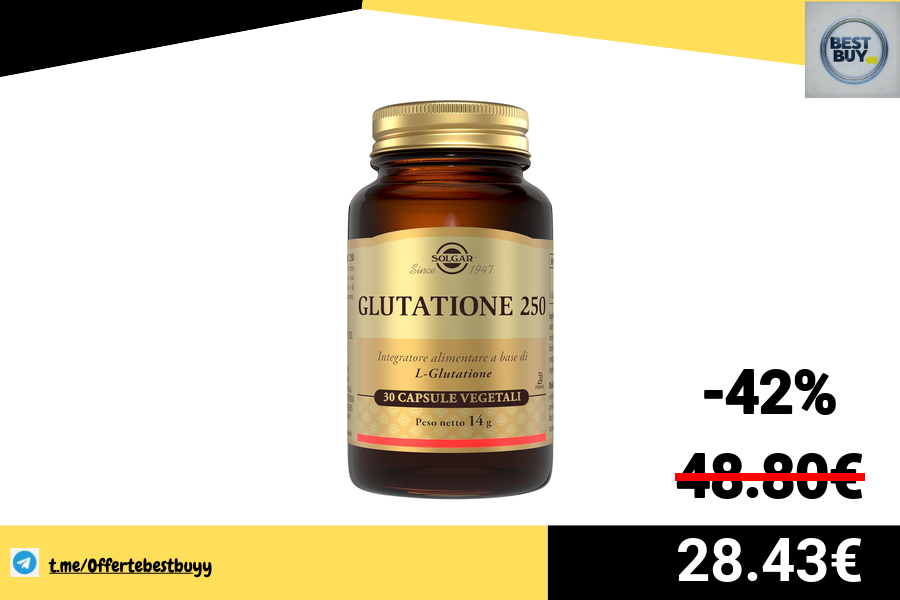 BEST
BUY
SOLGAR
Since 1947
GLUTATIONE 250
Integratore alimentare a base di
L-Glutatione
30 CAPSULE VEGETALI
Peso netto 14 g
-42%
48.80€
28.43€
t.me/Offertebestbuyy